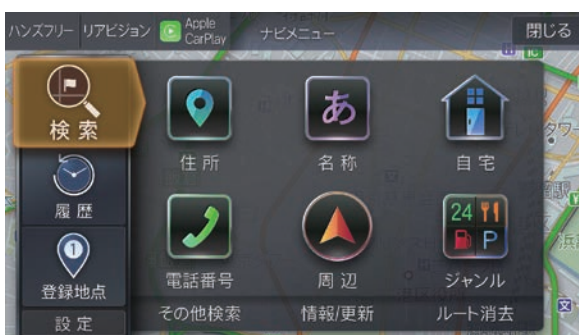 ハンズフリー
リアビジョン
Apple
CarPlay
ナビメニュー
閉じる
IC
検索
住所
あ
名称
自宅
履歴
電話番号
周辺
24
P
ジャンル
1
登録地点
設定
その他検索
情報/更新
ルート消去